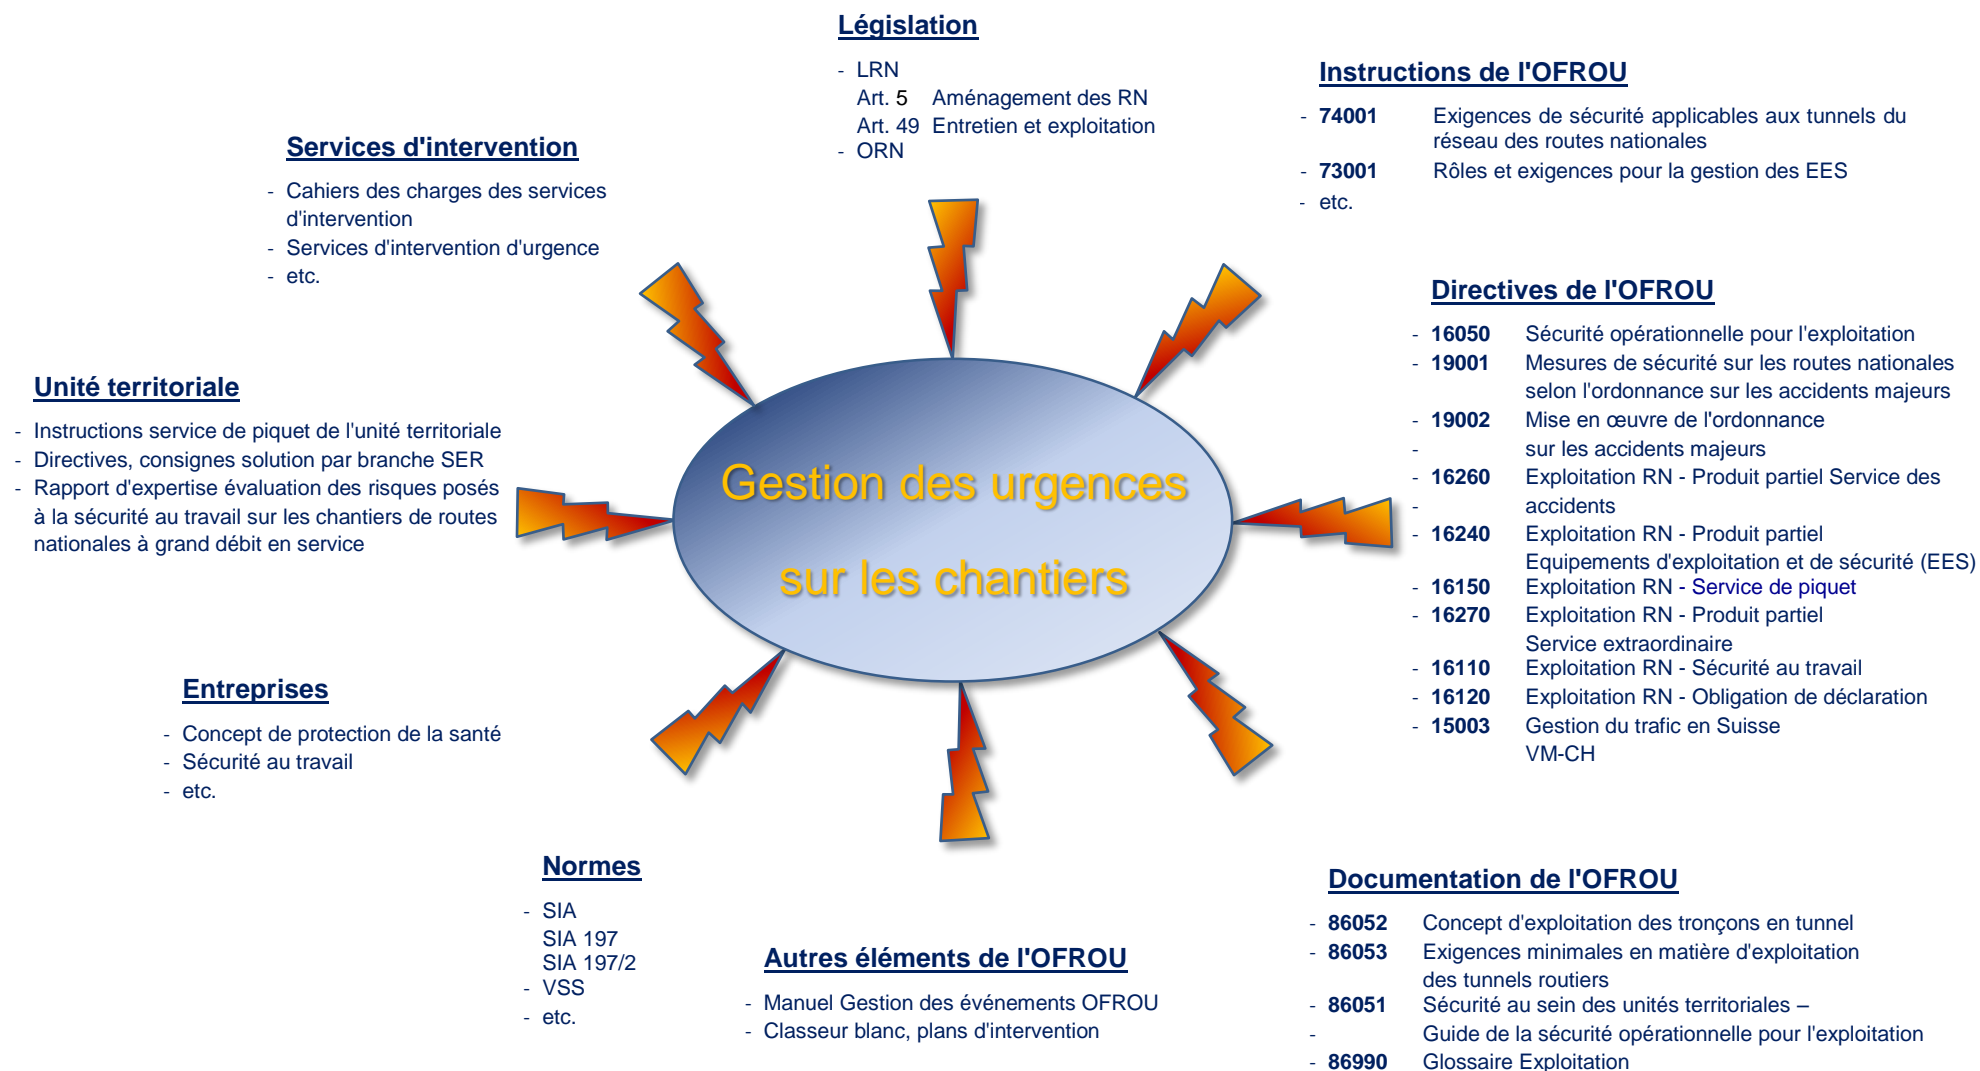 Législation
- LRN
Art. 5 Aménagement des RN
Art. 49 Entretien et exploitation
- ORN
Instructions de l'OFROU
- 74001 Exigences de sécurité applicables aux tunnels du
réseau des routes nationales
- 73001 Rôles et exigences pour la gestion des EES
- etc.
Services d'intervention
- Cahiers des charges des services
d'intervention
- Services d'intervention d'urgence
- etc.
Directives de l'OFROU
- 16050 Sécurité opérationnelle pour l'exploitation
- 19001 Mesures de sécurité sur les routes nationales
selon l'ordonnance sur les accidents majeurs
- 19002 Mise en œuvre de l'ordonnance
- sur les accidents majeurs
- 16260 Exploitation RN - Produit partiel Service des
- accidents
- 16240 Exploitation RN - Produit partiel
Equipements d'exploitation et de sécurité (EES)
- 16150 Exploitation RN - Service de piquet
- 16270 Exploitation RN - Produit partiel
Service extraordinaire
- 16110 Exploitation RN - Sécurité au travail
- 16120 Exploitation RN - Obligation de déclaration
- 15003 Gestion du trafic en Suisse
VM-CH
Unité territoriale
- Instructions service de piquet de l'unité territoriale
- Directives, consignes solution par branche SER
- Rapport d'expertise évaluation des risques posés
à la sécurité au travail sur les chantiers de routes
nationales à grand débit en service
Gestion des urgences
sur les chantiers
Entreprises
- Concept de protection de la santé
- Sécurité au travail
- etc.
Normes
- SIA
SIA 197
SIA 197/2
- VSS
- etc.
Autres éléments de l'OFROU
- Manuel Gestion des événements OFROU
- Classeur blanc, plans d'intervention
Documentation de l'OFROU
- 86052 Concept d'exploitation des tronçons en tunnel
- 86053 Exigences minimales en matière d'exploitation
des tunnels routiers
- 86051 Sécurité au sein des unités territoriales –
- Guide de la sécurité opérationnelle pour l'exploitation
- 86990 Glossaire Exploitation